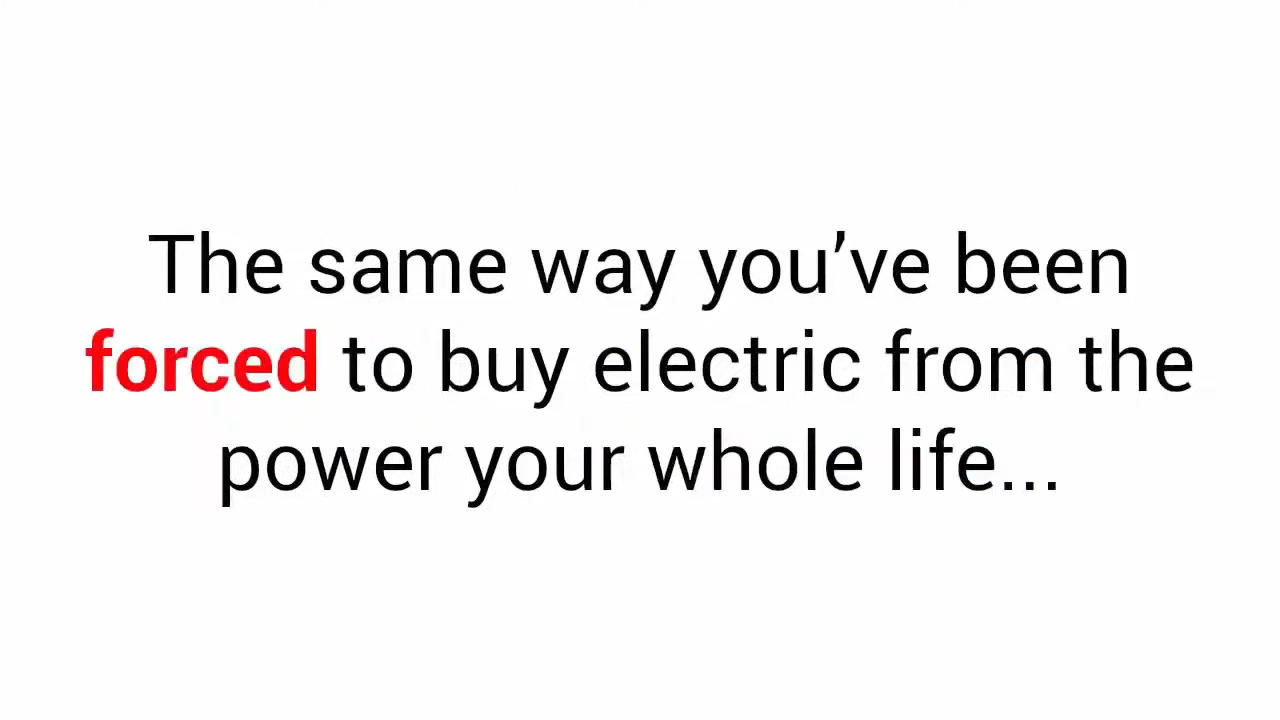 The same way you’ve been
forced to buy electric from the
power your whole life...